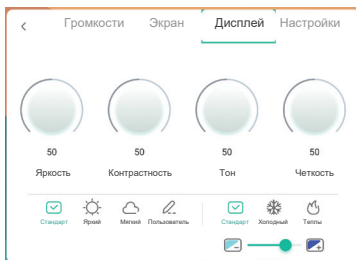 Громкости Экран Дисплей Настройки
50 50 50 50
Яркость Контрастность Тон Четкость
Стандарт Яркий Мягкий Пользователь Стандарт Холодный Теплы